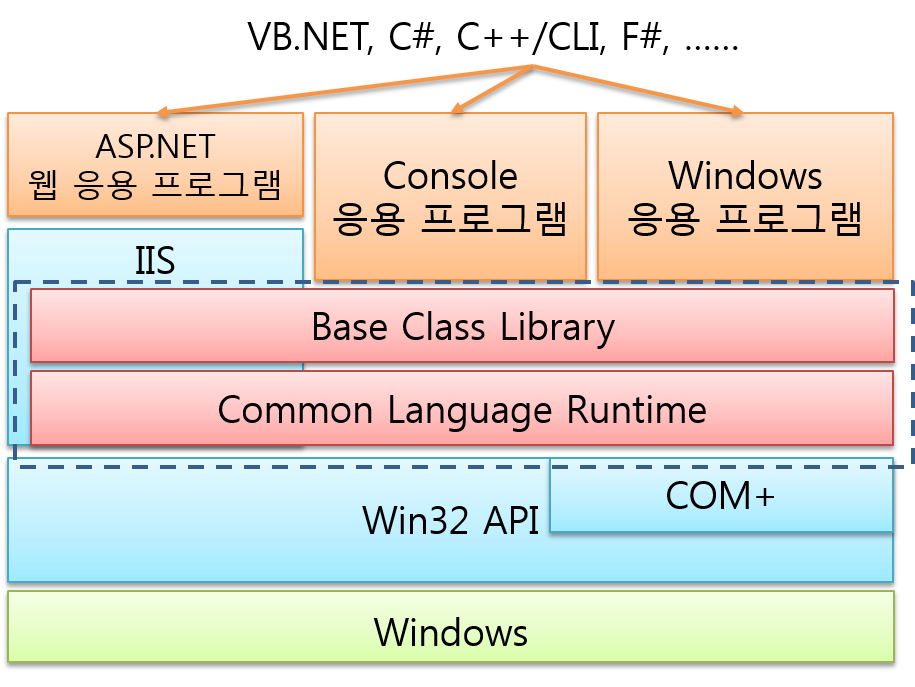 VB.NET, C#, C++/CLI, F#, ......
ASP.NET
웹 응용 프로그램
Console
응용 프로그램
Windows
응용 프로그램
IIS
Base Class Library
Common Language Runtime
COM+
Win32 API
Windows